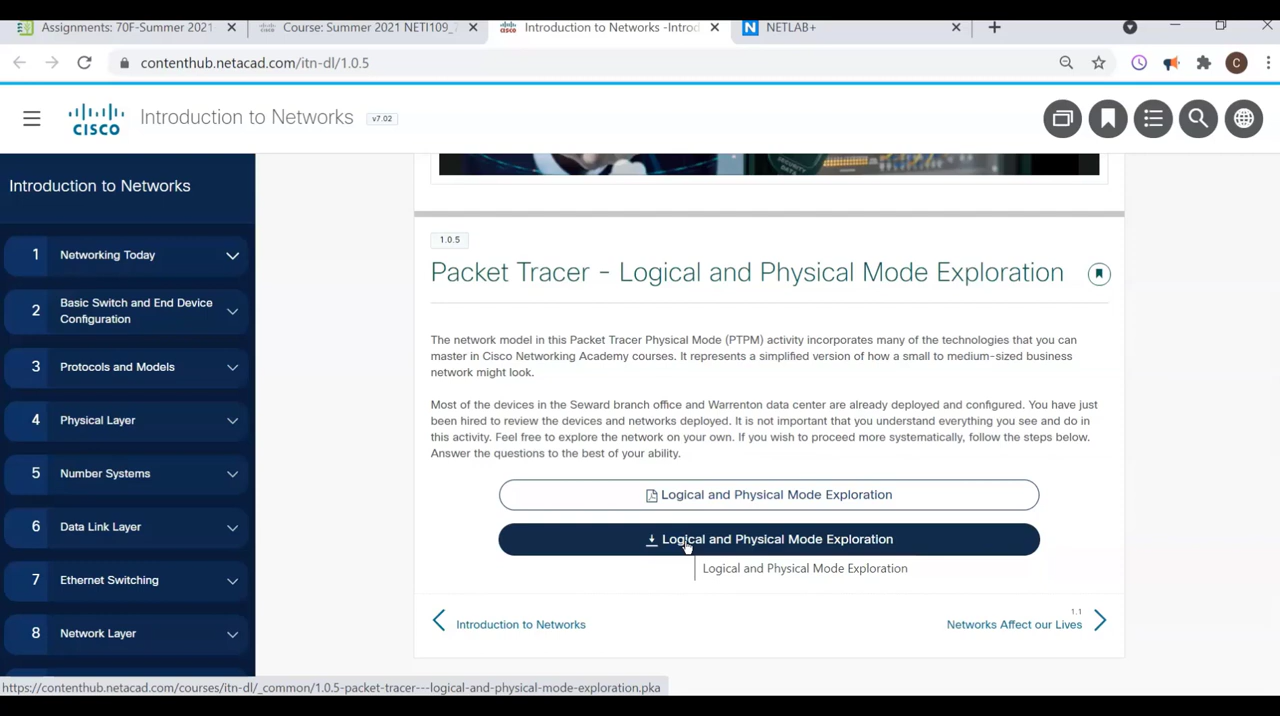 Assignments: 70F-Summer 2021
Course: Summer 2021 NETI109_7
Introduction to Networks -Introd
NETLAB+
contenthub.netacad.com/itn-dl/1.0.5
C
CISCO
Introduction to Networks
v7.02
Introduction to Networks
1 Networking Today
2 Basic Switch and End Device
Configuration
3 Protocols and Models
4 Physical Layer
5 Number Systems
6 Data Link Layer
7 Ethernet Switching
8 Network Layer
SECURITY
DATA
1.0.5
Packet Tracer - Logical and Physical Mode Exploration
The network model in this Packet Tracer Physical Mode (PTPM) activity incorporates many of the technologies that you can
master in Cisco Networking Academy courses. It represents a simplified version of how a small to medium-sized business
network might look.
Most of the devices in the Seward branch office and Warrenton data center are already deployed and configured. You have just
been hired to review the devices and networks deployed. It is not important that you understand everything you see and do in
this activity. Feel free to explore the network on your own. If you wish to proceed more systematically, follow the steps below.
Answer the questions to the best of your ability.
Logical and Physical Mode Exploration
Logical and Physical Mode Exploration
Logical and Physical Mode Exploration
Introduction to Networks
1.1
Networks Affect our Lives
https://contenthub.netacad.com/courses/itn-dl/_common/1.0.5-packet-tracer---logical-and-physical-mode-exploration.pka